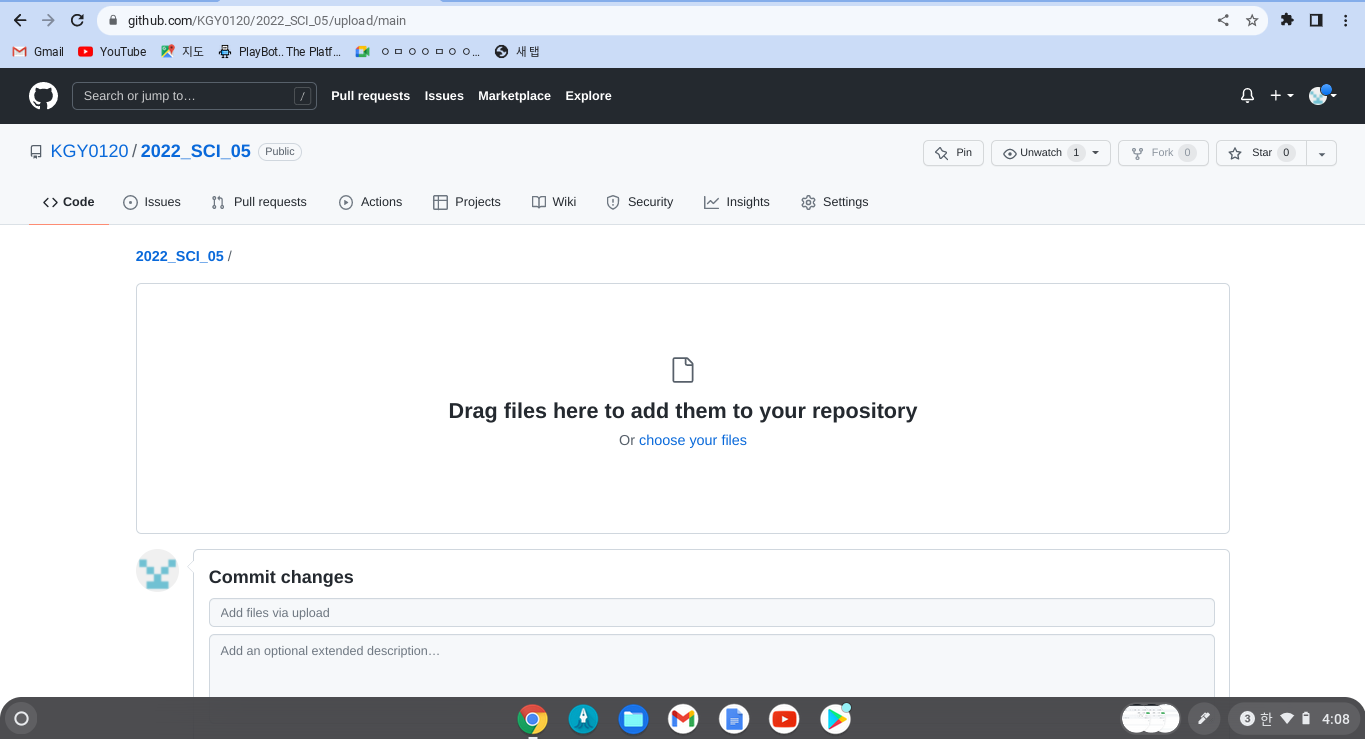 github.com/KGY0120/2022_SCI_05/upload/main
Gmail YouTube 지도 PlayBot.. The Platf... ㅇㅁㅇㅇㅁㅇㅇ... 새 탭
Search or jump to… / Pull requests Issues Marketplace Explore
KGY0120 / 2022_SCI_05 Public Pin Unwatch 1 Fork 0 Star 0
Code Issues Pull requests Actions Projects Wiki Security Insights Settings
2022_SCI_05 /
Drag files here to add them to your repository
Or choose your files
Commit changes
Add files via upload
Add an optional extended description…
3 한 4:08